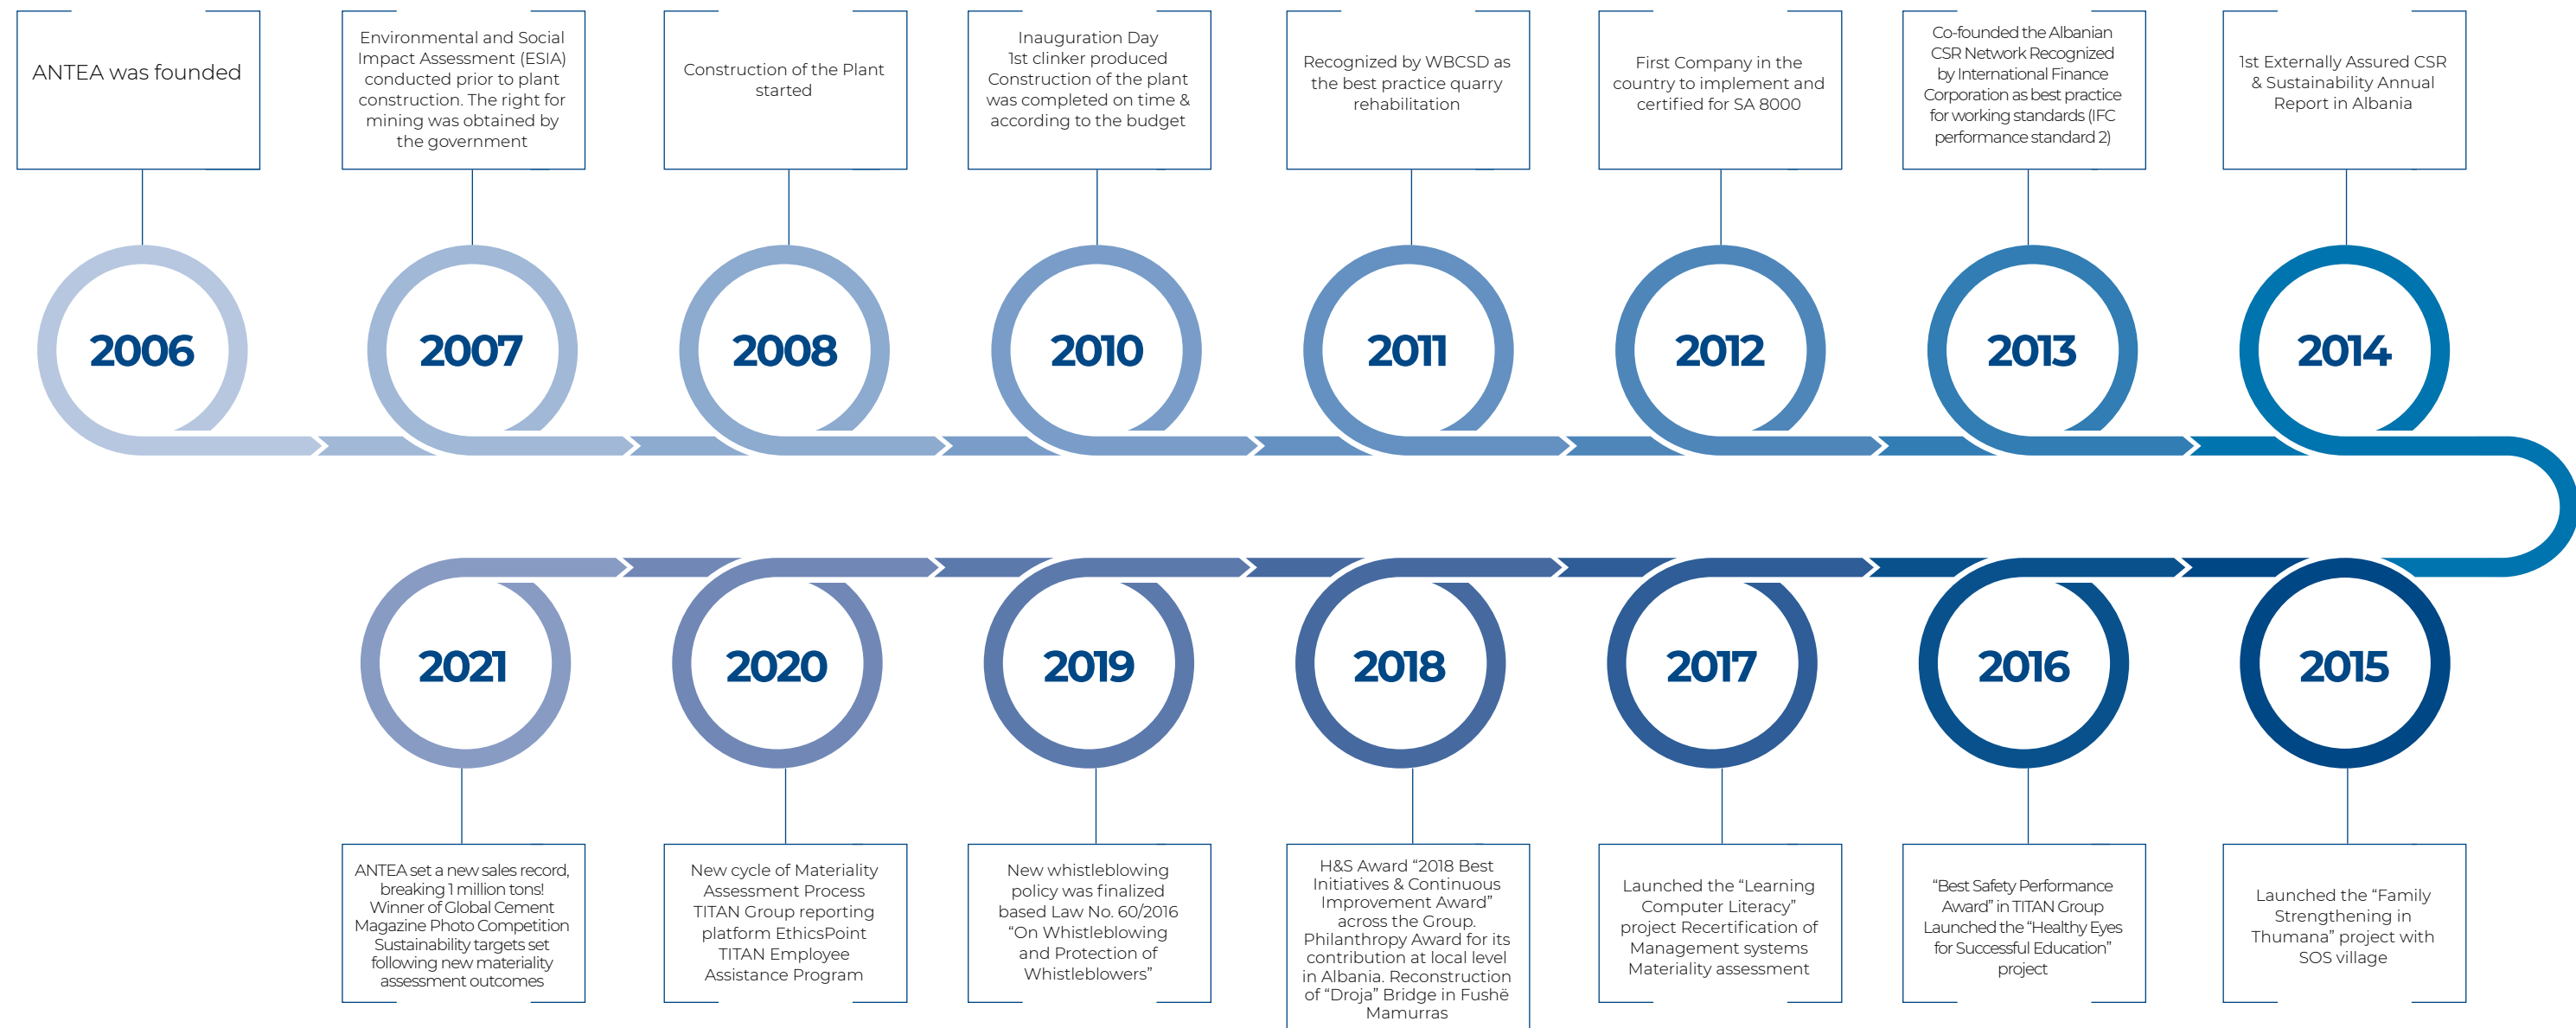 ANTEA was founded
Environmental and Social
Impact Assessment (ESIA)
conducted prior to plant
construction. The right for
mining was obtained by
the government
Construction of the Plant
started
Inauguration Day
1st clinker produced
Construction of the plant
was completed on time &
according to the budget
Recognized by WBCSD as
the best practice quarry
rehabilitation
First Company in the
country to implement and
certified for SA 8000
Co-founded the Albanian
CSR Network Recognized
by International Finance
Corporation as best practice
for working standards (IFC
performance standard 2)
1st Externally Assured CSR
& Sustainability Annual
Report in Albania
2006
2007
2008
2010
2011
2012
2013
2014
2021
2020
2019
2018
2017
2016
2015
ANTEA set a new sales record,
breaking 1 million tons!
Winner of Global Cement
Magazine Photo Competition
Sustainability targets set
following new materiality
assessment outcomes
New cycle of Materiality
Assessment Process
TITAN Group reporting
platform EthicsPoint
TITAN Employee
Assistance Program
New whistleblowing
policy was finalized
based Law No. 60/2016
“On Whistleblowing
and Protection of
Whistleblowers”
H&S Award “2018 Best
Initiatives & Continuous
Improvement Award”
across the Group.
Philanthropy Award for its
contribution at local level
in Albania. Reconstruction
of “Droja” Bridge in Fushë
Mamurras
Launched the “Learning
Computer Literacy”
project Recertification of
Management systems
Materiality assessment
“Best Safety Performance
Award” in TITAN Group
Launched the “Healthy Eyes
for Successful Education”
project
Launched the “Family
Strengthening in
Thumana” project with
SOS village